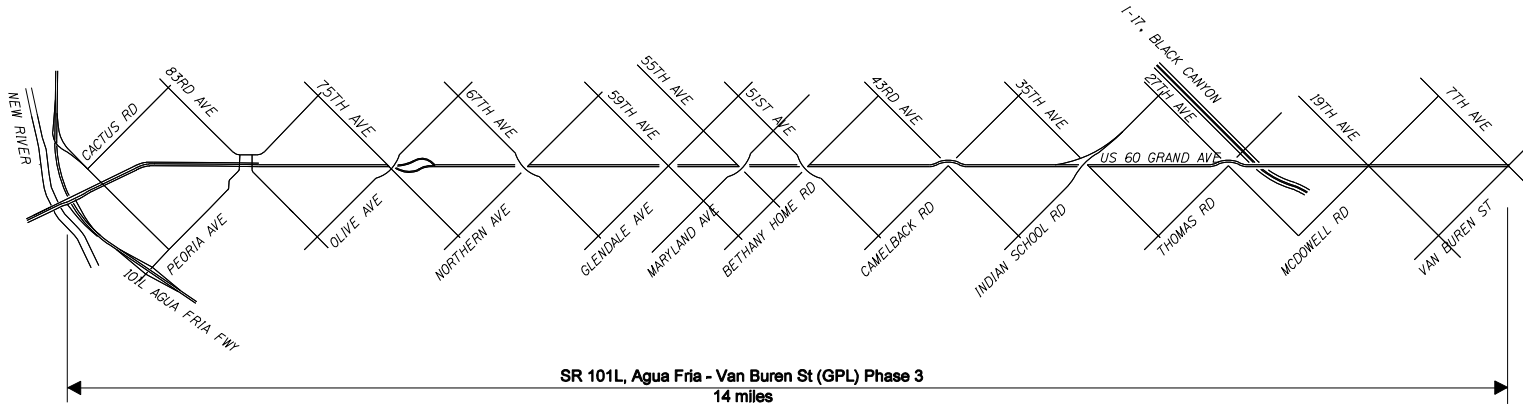 NEW RIVER
CACTUS RD
83RD AVE
75TH AVE
67TH AVE
59TH AVE
55TH AVE
51ST AVE
43RD AVE
35TH AVE
27TH AVE
I-17, BLACK CANYON
19TH AVE
7TH AVE
US 60 GRAND AVE
101L AGUA FRIA FWY
PEORIA AVE
OLIVE AVE
NORTHERN AVE
GLENDALE AVE
MARYLAND AVE
BETHANY HOME RD
CAMELBACK RD
INDIAN SCHOOL RD
THOMAS RD
MCDOWELL RD
VAN BUREN ST
SR 101L, Agua Fria - Van Buren St (GPL) Phase 3
14 miles